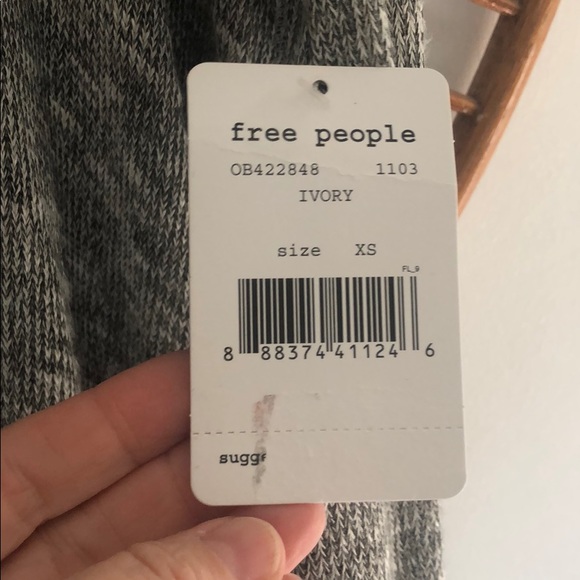 free people
OB422848 1103
IVORY
size XS
FL_9
8 88374 41124 6
sugg